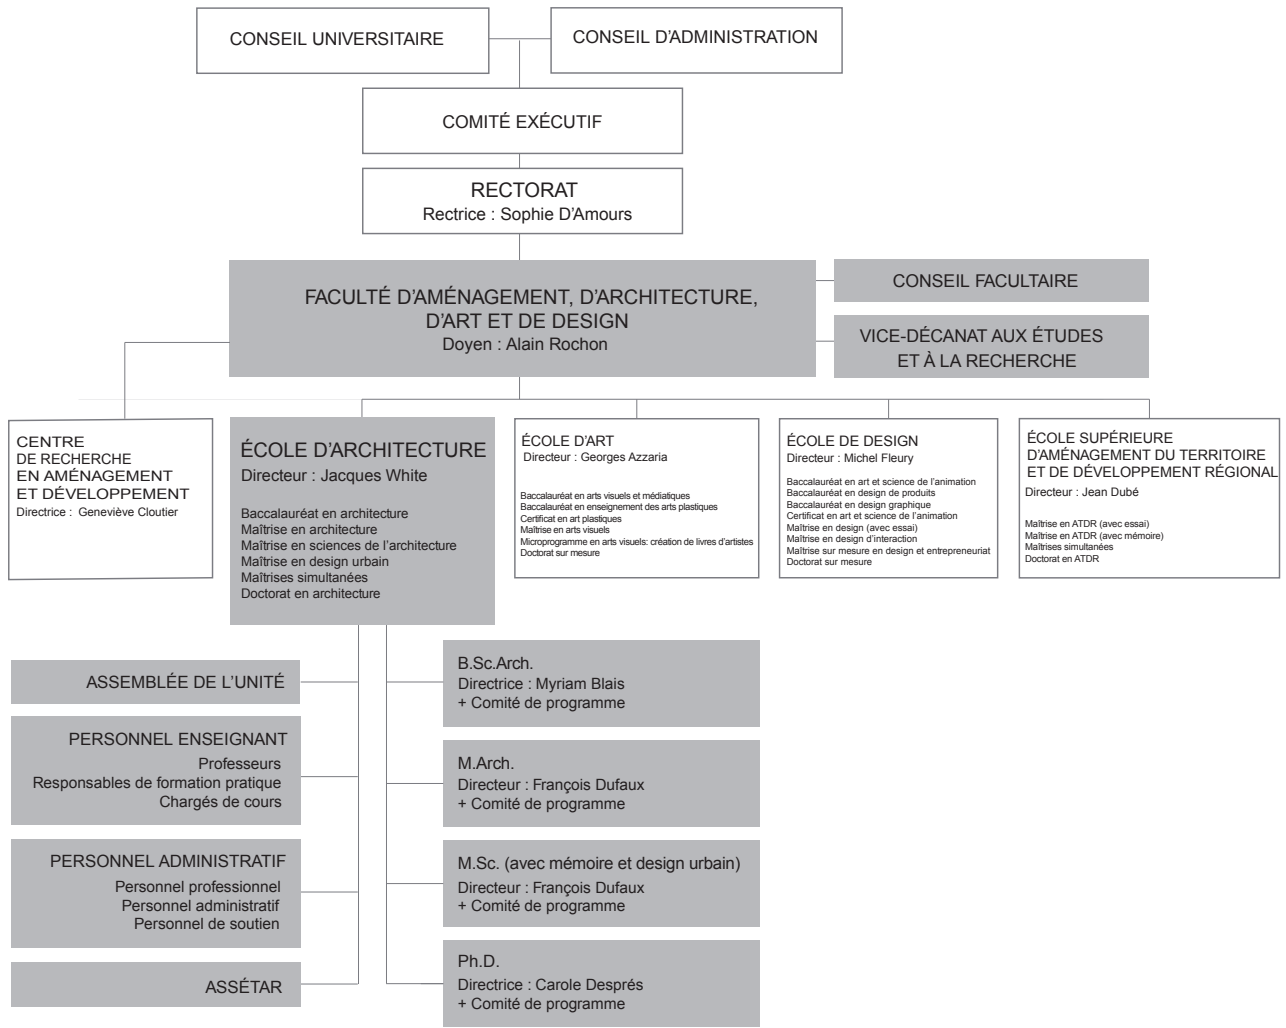 CONSEIL UNIVERSITAIRE
CONSEIL D'ADMINISTRATION
COMITÉ EXÉCUTIF
RECTORAT
Rectrice : Sophie D'Amours
FACULTÉ D'AMÉNAGEMENT, D'ARCHITECTURE,
D'ART ET DE DESIGN
Doyen : Alain Rochon
CONSEIL FACULTAIRE
VICE-DÉCANAT AUX ÉTUDES
ET À LA RECHERCHE
CENTRE
DE RECHERCHE
EN AMÉNAGEMENT
ET DÉVELOPPEMENT
Directrice : Geneviève Cloutier
ÉCOLE D'ARCHITECTURE
Directeur : Jacques White
Baccalauréat en architecture
Maîtrise en architecture
Maîtrise en sciences de l'architecture
Maîtrise en design urbain
Maîtrises simultanées
Doctorat en architecture
ÉCOLE D'ART
Directeur : Georges Azzaria
Baccalauréat en arts visuels et médiatiques
Baccalauréat en enseignement des arts plastiques
Certificat en art plastiques
Maîtrise en arts visuels
Microprogramme en arts visuels: création de livres d'artistes
Doctorat sur mesure
ÉCOLE DE DESIGN
Directeur : Michel Fleury
Baccalauréat en art et science de l'animation
Baccalauréat en design de produits
Baccalauréat en design graphique
Certificat en art et science de l'animation
Maîtrise en design (avec essai)
Maîtrise en design d'interaction
Maîtrise sur mesure en design et entrepreneuriat
Doctorat sur mesure
ÉCOLE SUPÉRIEURE
D'AMÉNAGEMENT DU TERRITOIRE
ET DE DÉVELOPPEMENT RÉGIONAL
Directeur : Jean Dubé
Maîtrise en ATDR (avec essai)
Maîtrise en ATDR (avec mémoire)
Maîtrises simultanées
Doctorat en ATDR
ASSEMBLÉE DE L'UNITÉ
PERSONNEL ENSEIGNANT
Professeurs
Responsables de formation pratique
Chargés de cours
PERSONNEL ADMINISTRATIF
Personnel professionnel
Personnel administratif
Personnel de soutien
ASSÉTAR
B.Sc.Arch.
Directrice : Myriam Blais
+ Comité de programme
M.Arch.
Directeur : François Dufaux
+ Comité de programme
M.Sc. (avec mémoire et design urbain)
Directeur : François Dufaux
+ Comité de programme
Ph.D.
Directrice : Carole Després
+ Comité de programme